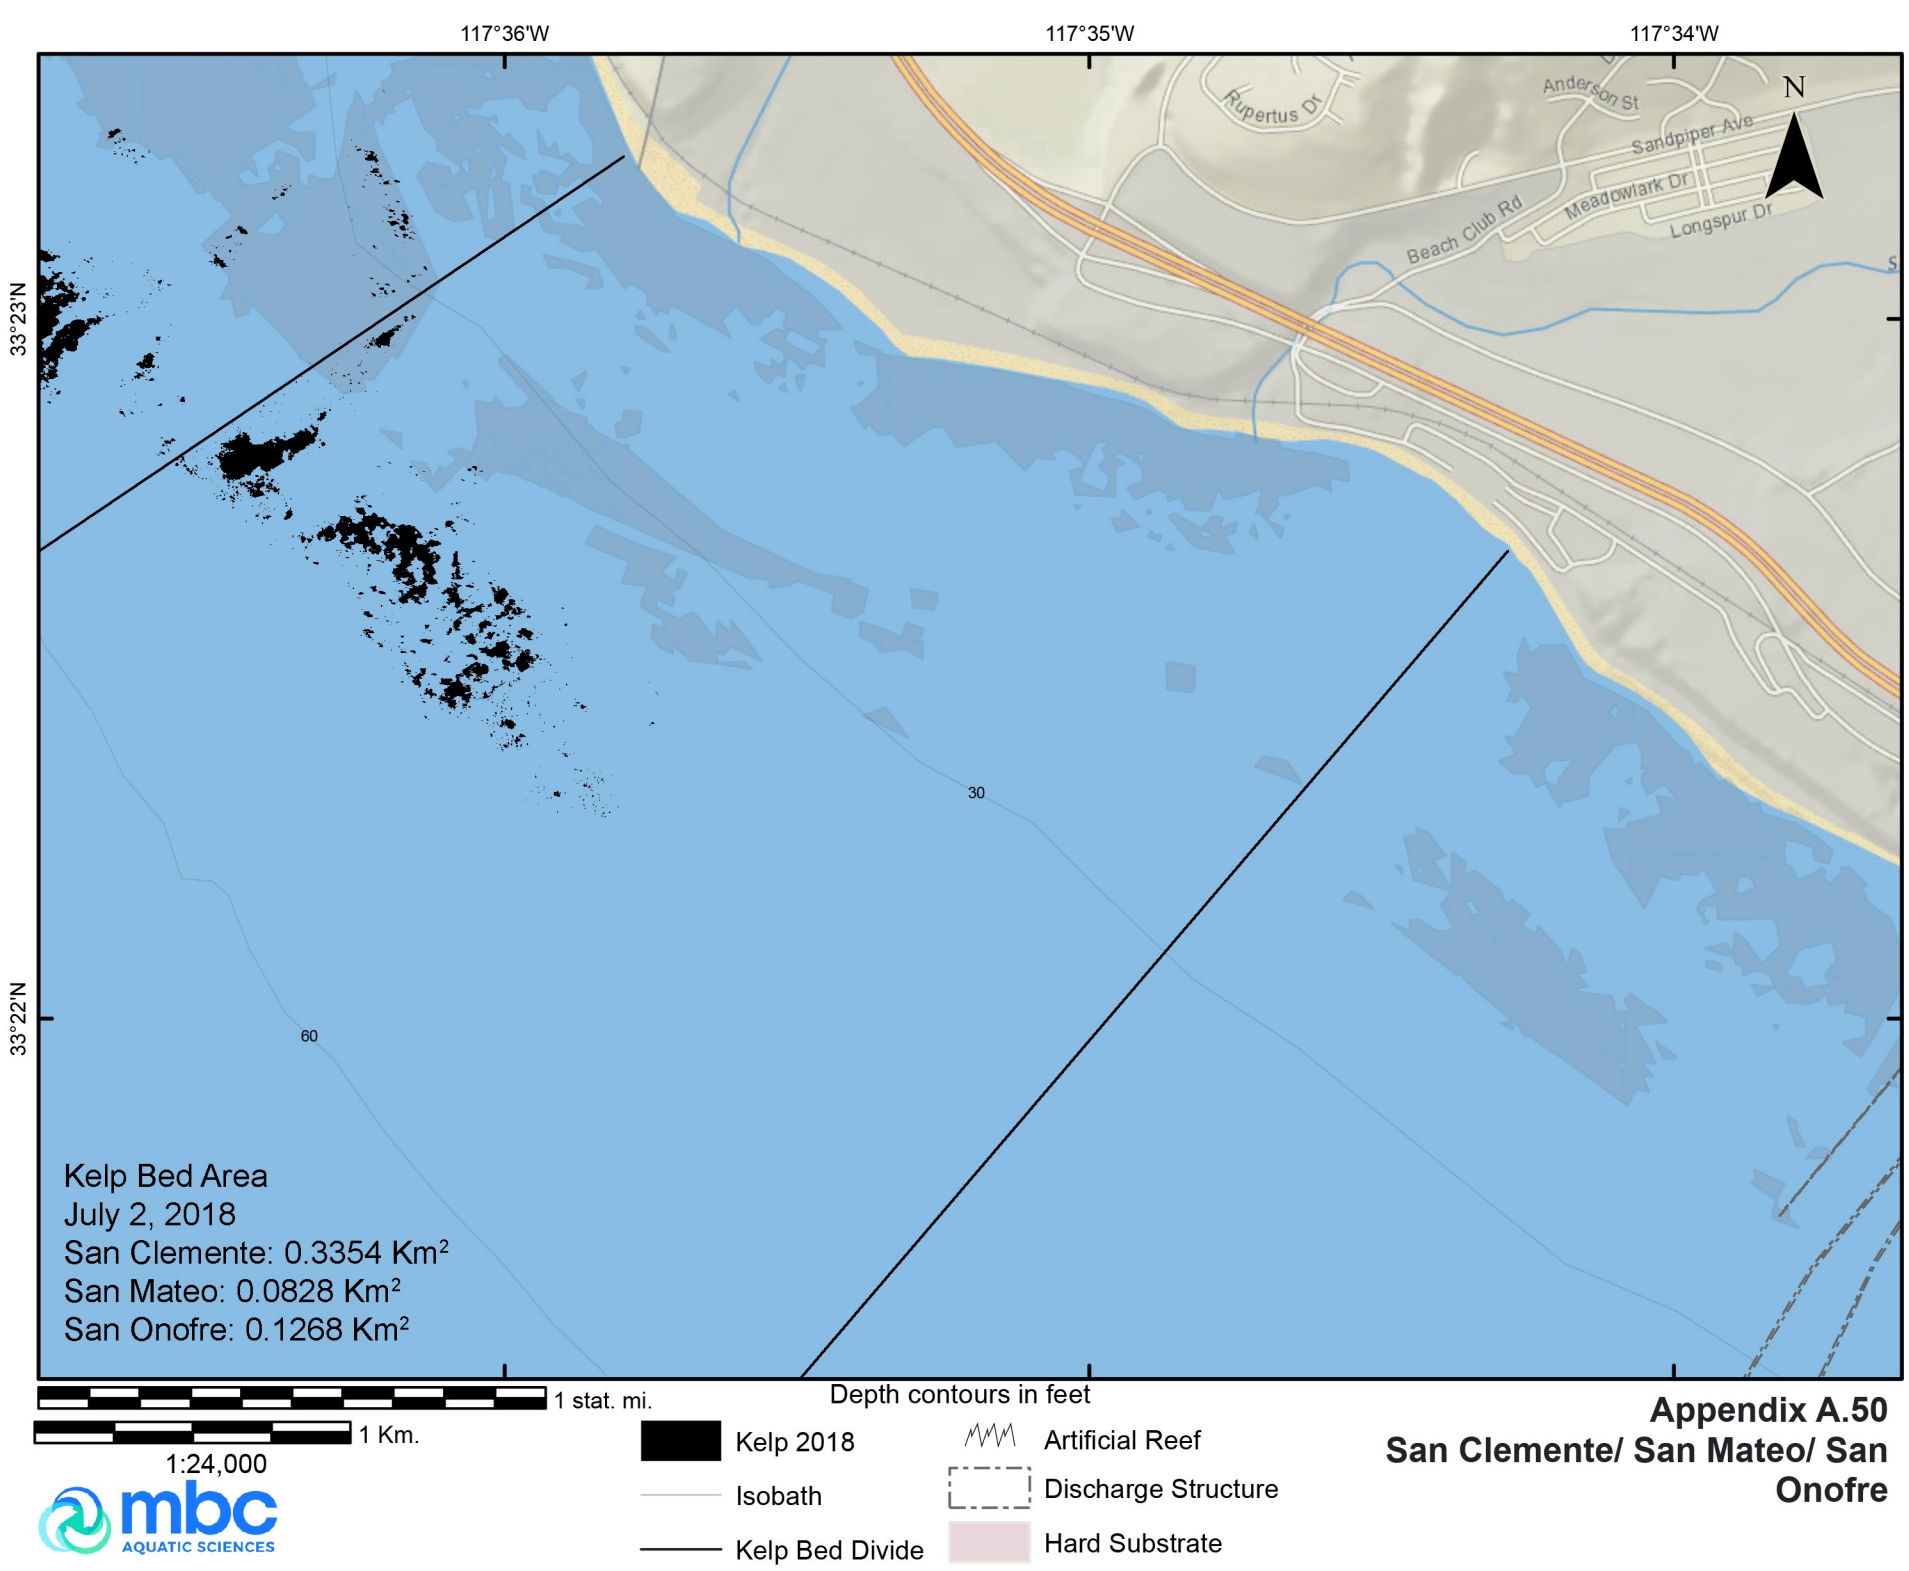 117°36'W
117°35'W
117°34'W
33°23'N
33°22'N
Rupertus Dr
Anderson St
Sandpiper Ave
Meadowlark Dr
Longspur Dr
Beach Club Rd
S
N
30
60
Kelp Bed Area
July 2, 2018
San Clemente: 0.3354 Km²
San Mateo: 0.0828 Km²
San Onofre: 0.1268 Km²
1 stat. mi.
1 Km.
1:24,000
mbc
AQUATIC SCIENCES
Depth contours in feet
Kelp 2018
Isobath
Kelp Bed Divide
Artificial Reef
Discharge Structure
Hard Substrate
Appendix A.50
San Clemente/ San Mateo/ San
Onofre